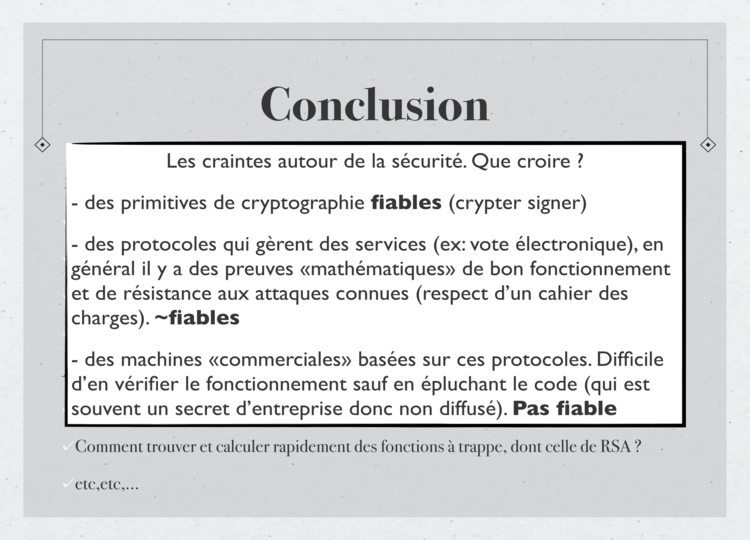 Conclusion
Les craintes autour de la sécurité. Que croire ?
- des primitives de cryptographie fiables (crypter signer)
- des protocoles qui gèrent des services (ex: vote électronique), en
général il y a des preuves «mathématiques» de bon fonctionnement
et de résistance aux attaques connues (respect d'un cahier des
charges). ~fiables
- des machines «commerciales» basées sur ces protocoles. Difficile
d'en vérifier le fonctionnement sauf en épluchant le code (qui est
souvent un secret d'entreprise donc non diffusé). Pas fiable
✓Comment trouver et calculer rapidement des fonctions à trappe, dont celle de RSA ?
✓etc,etc,...